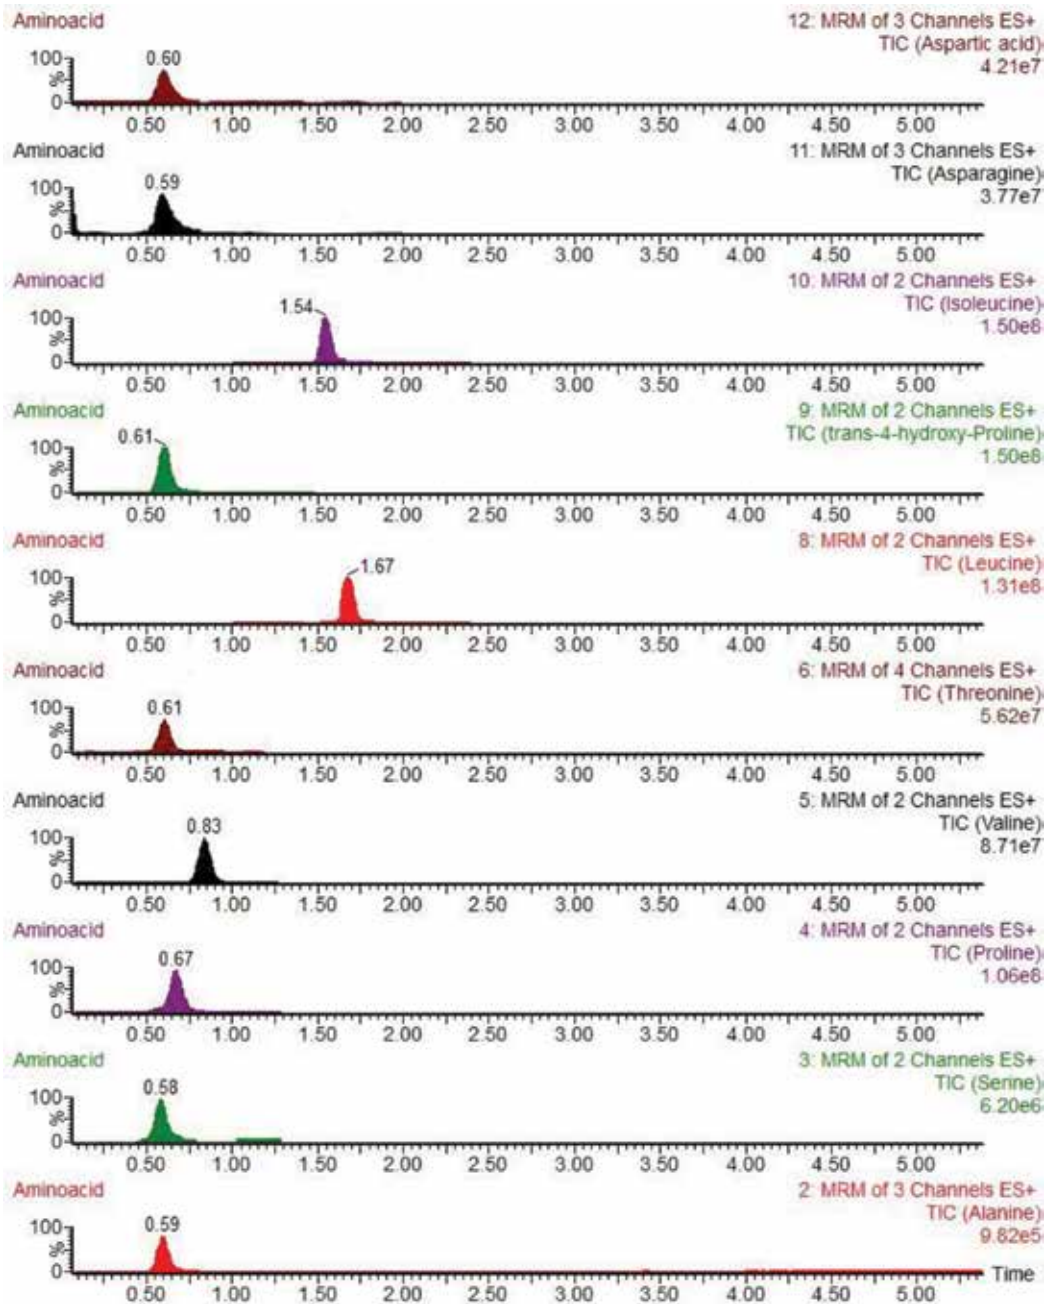 Aminoacid
12: MRM of 3 Channels ES+
TIC (Aspartic acid)
4.21e7
0.60
100
%
0
0.50 1.00 1.50 2.00 2.50 3.00 3.50 4.00 4.50 5.00
Aminoacid
11: MRM of 3 Channels ES+
TIC (Asparagine)
3.77e7
0.59
100
%
0
0.50 1.00 1.50 2.00 2.50 3.00 3.50 4.00 4.50 5.00
Aminoacid
10: MRM of 2 Channels ES+
TIC (Isoleucine)
1.50e8
1.54
100
%
0
0.50 1.00 1.50 2.00 2.50 3.00 3.50 4.00 4.50 5.00
Aminoacid
9: MRM of 2 Channels ES+
TIC (trans-4-hydroxy-Proline)
1.50e8
0.61
100
%
0
0.50 1.00 1.50 2.00 2.50 3.00 3.50 4.00 4.50 5.00
Aminoacid
8: MRM of 2 Channels ES+
TIC (Leucine)
1.31e8
1.67
100
%
0
0.50 1.00 1.50 2.00 2.50 3.00 3.50 4.00 4.50 5.00
Aminoacid
6: MRM of 4 Channels ES+
TIC (Threonine)
5.62e7
0.61
100
%
0
0.50 1.00 1.50 2.00 2.50 3.00 3.50 4.00 4.50 5.00
Aminoacid
5: MRM of 2 Channels ES+
TIC (Valine)
8.71e7
0.83
100
%
0
0.50 1.00 1.50 2.00 2.50 3.00 3.50 4.00 4.50 5.00
Aminoacid
4: MRM of 2 Channels ES+
TIC (Proline)
1.06e8
0.67
100
%
0
0.50 1.00 1.50 2.00 2.50 3.00 3.50 4.00 4.50 5.00
Aminoacid
3: MRM of 2 Channels ES+
TIC (Serine)
6.20e6
0.58
100
%
0
0.50 1.00 1.50 2.00 2.50 3.00 3.50 4.00 4.50 5.00
Aminoacid
2: MRM of 3 Channels ES+
TIC (Alanine)
9.82e5
0.59
100
%
0
Time
0.50 1.00 1.50 2.00 2.50 3.00 3.50 4.00 4.50 5.00